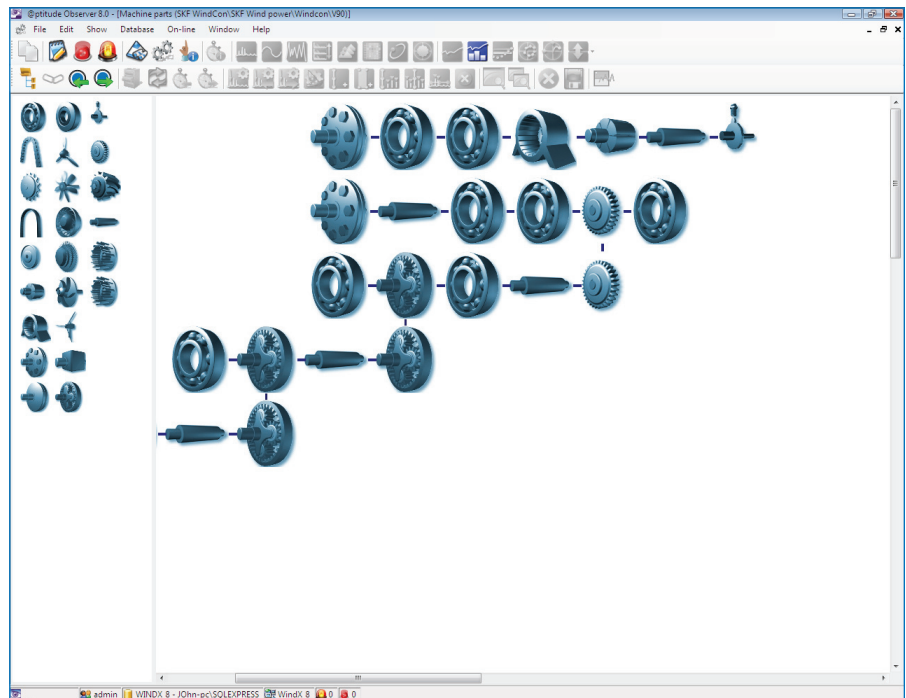 @ptitude Observer 8.0 - [Machine parts (SKF WindCon\SKF Wind power\Windcon\V90)]
File Edit Show Database On-line Window Help
admin WINDX 8 - JOhn-pc\SOLEXPRESS WindX 8 0 0